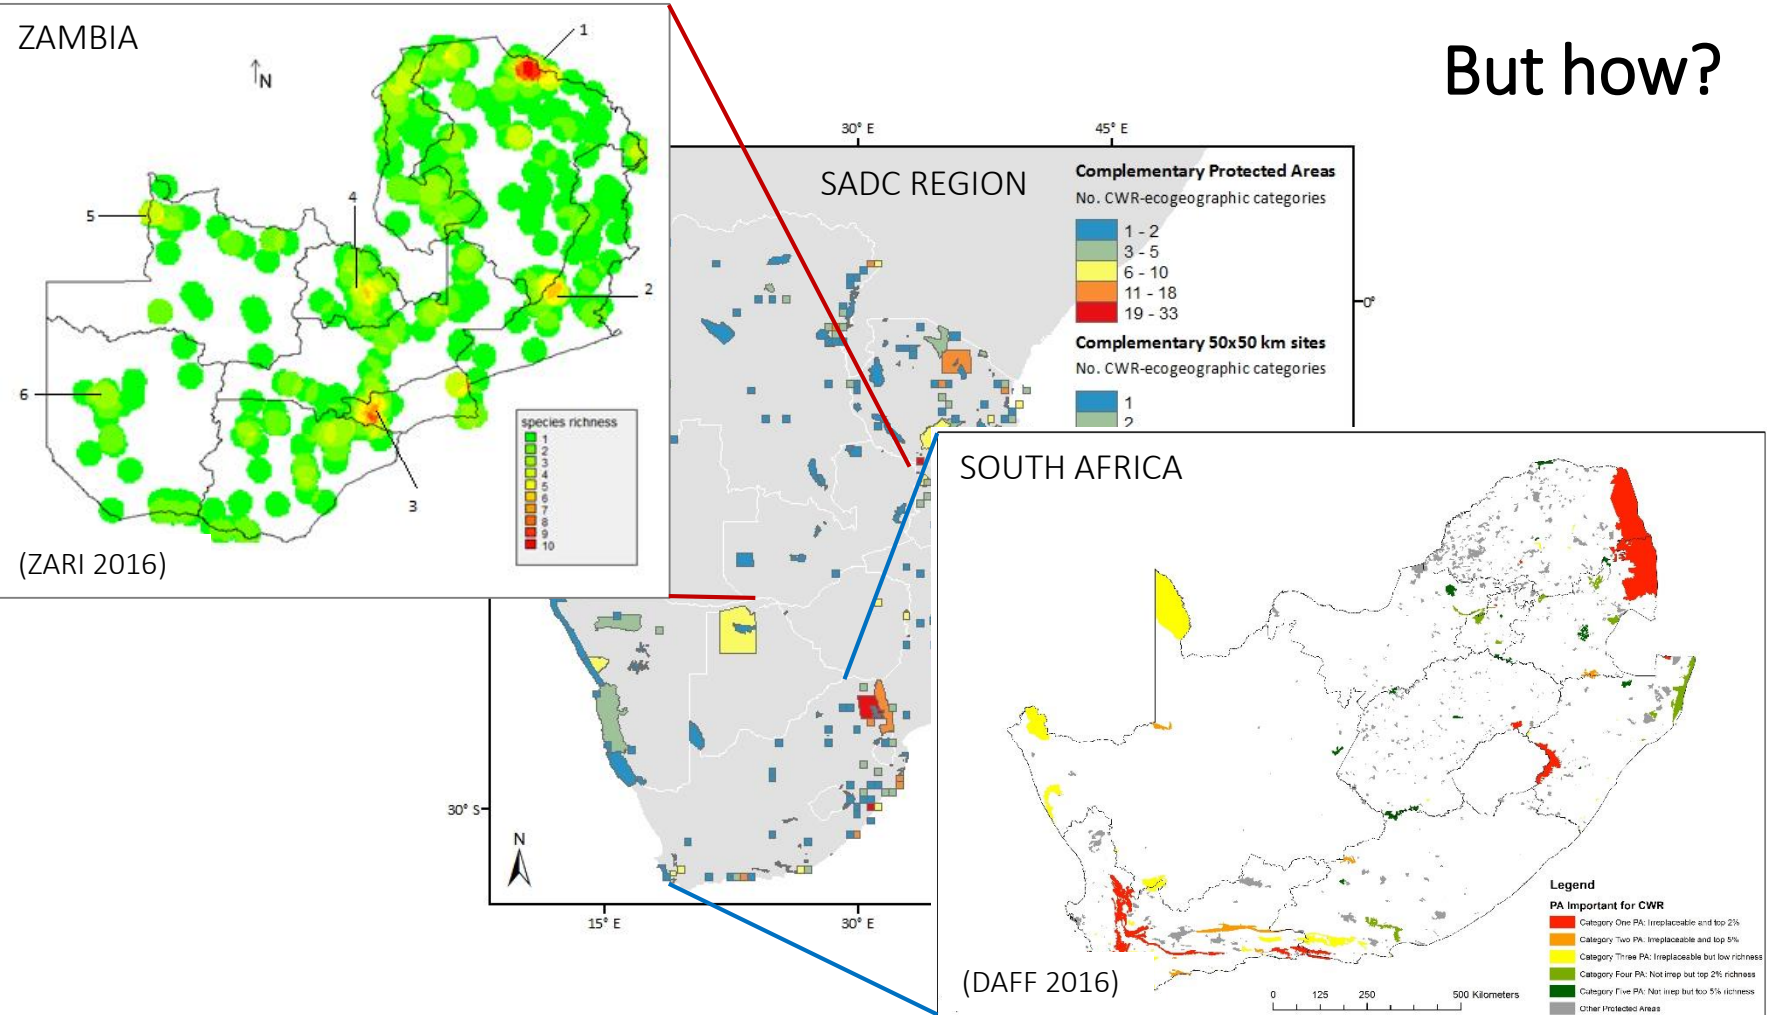 But how?
ZAMBIA
N
1
2
3
4
5
6
species richness
1
2
3
4
5
6
7
8
9
10
(ZARI 2016)
30° E
45° E
SADC REGION
Complementary Protected Areas
No. CWR-ecogeographic categories
1 - 2
3 - 5
6 - 10
11 - 18
19 - 33
Complementary 50x50 km sites
No. CWR-ecogeographic categories
1
2
0°
30° S
N
15° E
30° E
SOUTH AFRICA
Legend
PA Important for CWR
Category One PA: Irreplaceable and top 2%
Category Two PA: Irreplaceable and top 5%
Category Three PA: Irreplaceable but low richness
Category Four PA: Not irrep but top 2% richness
Category Five PA: Not irrep but top 5% richness
Other Protected Areas
0 125 250 500 Kilometers
(DAFF 2016)